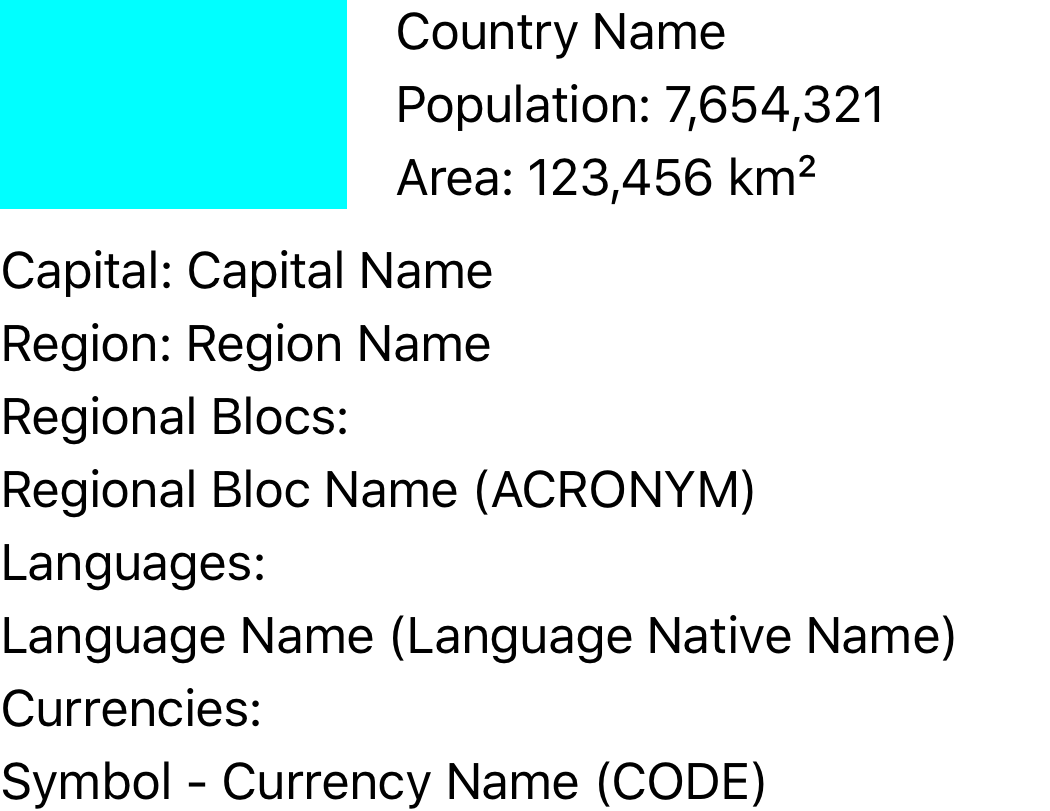 Country Name
Population: 7,654,321
Area: 123,456 km²
Capital: Capital Name
Region: Region Name
Regional Blocs:
Regional Bloc Name (ACRONYM)
Languages:
Language Name (Language Native Name)
Currencies:
Symbol - Currency Name (CODE)